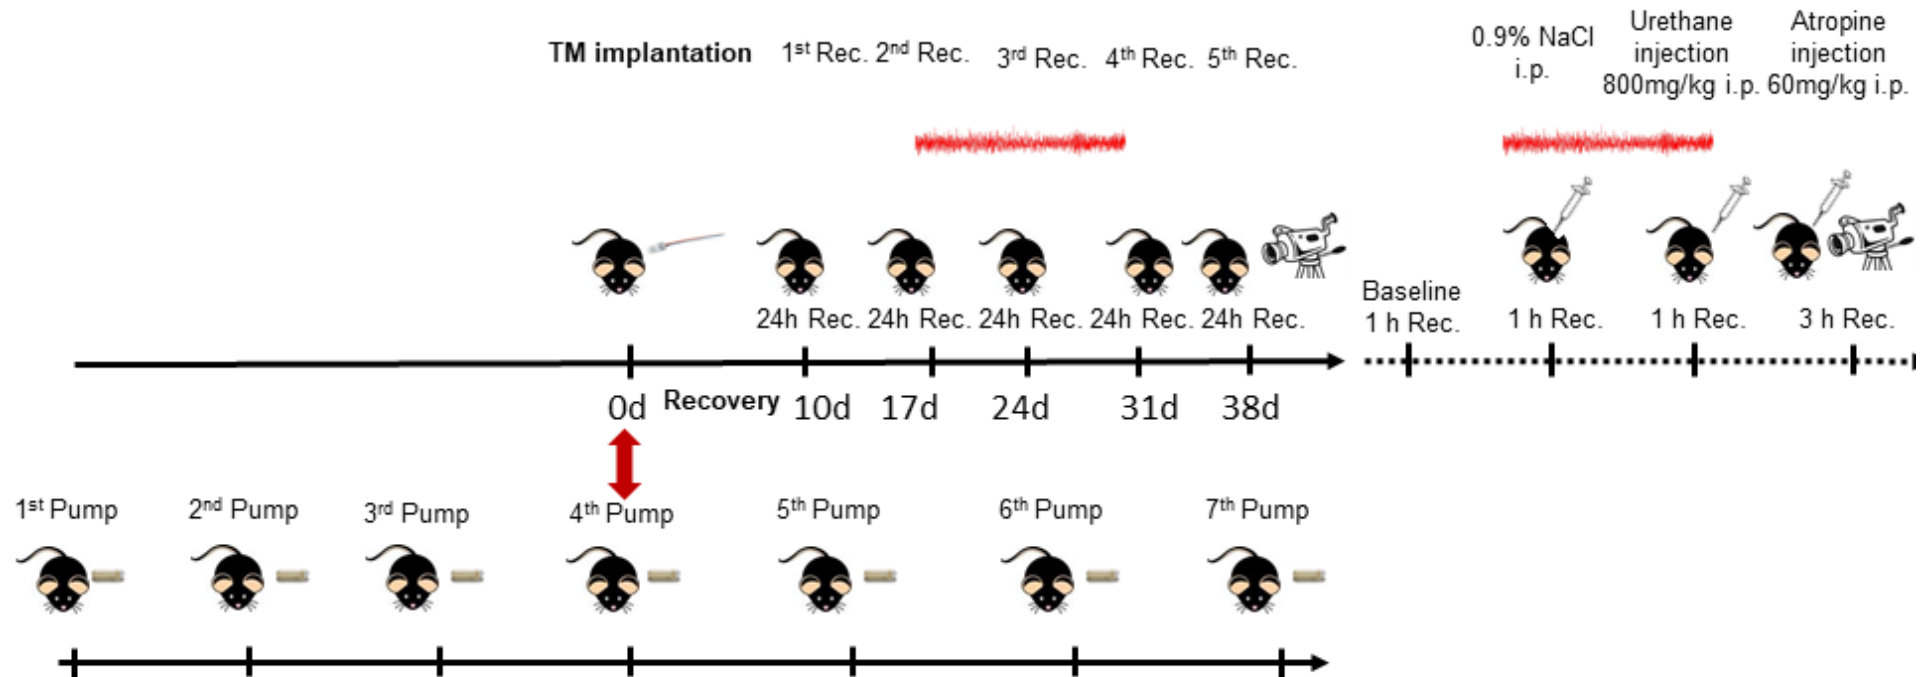 TM implantation
1st Rec.
2nd Rec.
3rd Rec.
4th Rec.
5th Rec.
0.9% NaCl
i.p.
Urethane
injection
800mg/kg i.p.
Atropine
injection
60mg/kg i.p.
24h Rec.
24h Rec.
24h Rec.
24h Rec.
24h Rec.
Baseline
1 h Rec.
1 h Rec.
1 h Rec.
3 h Rec.
0d
Recovery
10d
17d
24d
31d
38d
1st Pump
2nd Pump
3rd Pump
4th Pump
5th Pump
6th Pump
7th Pump